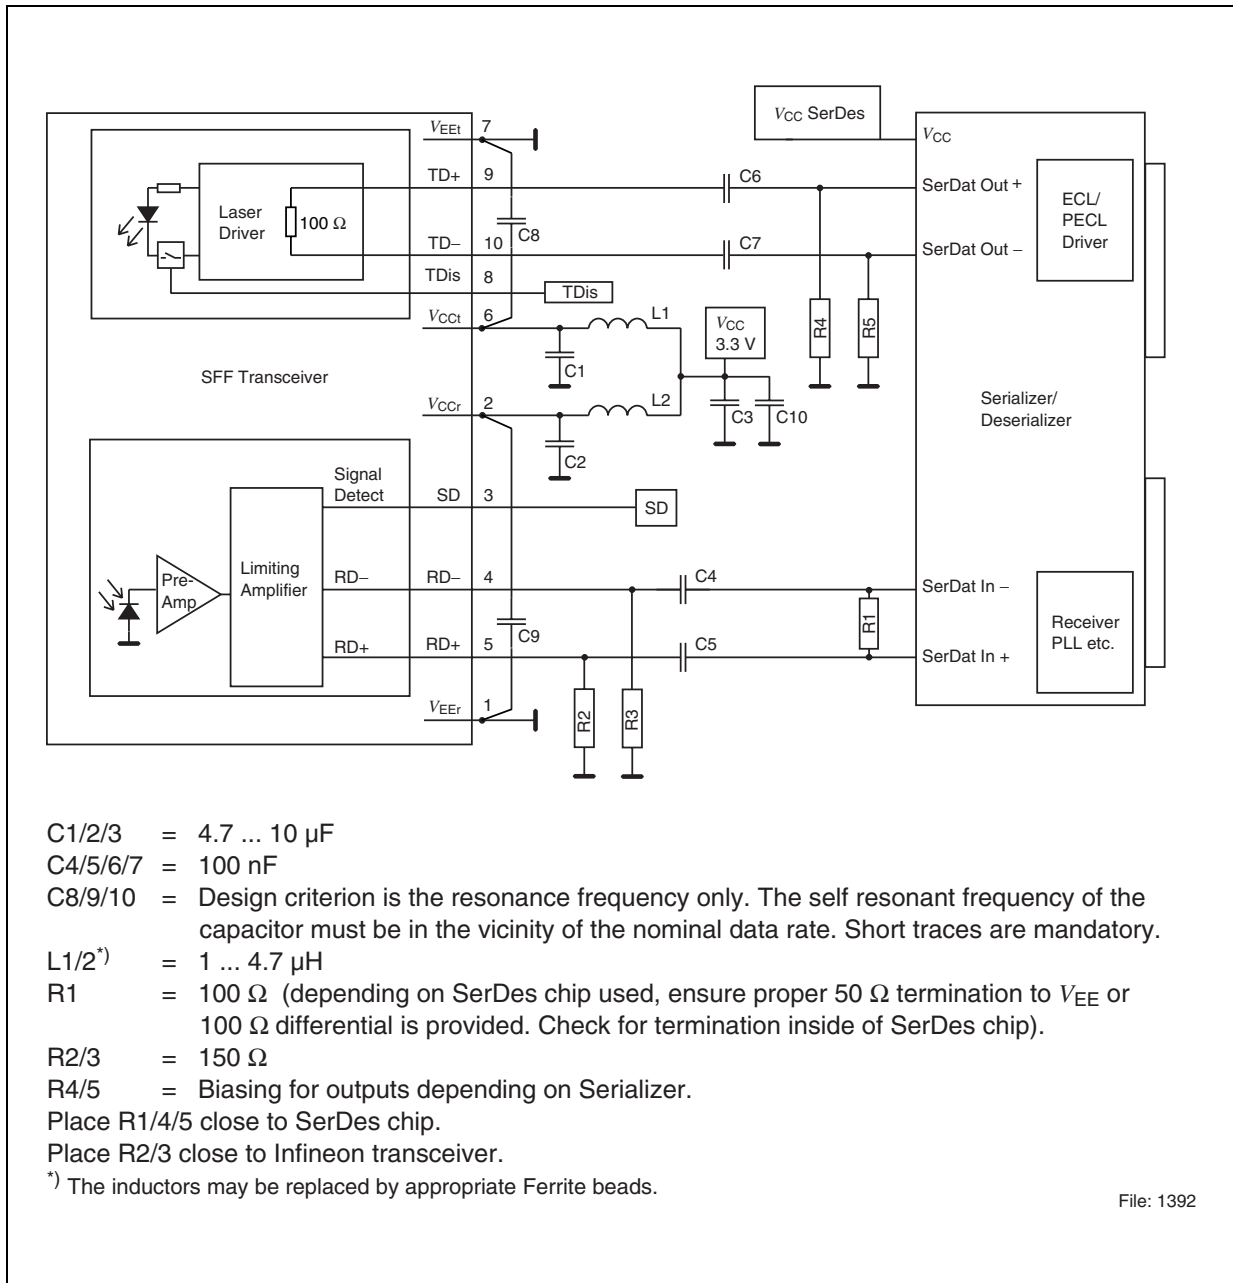 VCC SerDes
VEEt 7
VCC
TD+ 9
C6
SerDat Out +
ECL/
PECL
Driver
Laser
Driver
100 Ω
C8
TD− 10
C7
SerDat Out −
TDis 8
TDis
R4
R5
VCCt 6
L1
VCC
3.3 V
C1
SFF Transceiver
VCCr 2
L2
C3
C10
Serializer/
Deserializer
C2
Signal
Detect
SD 3
SD
Pre-
Amp
Limiting
Amplifier
RD−
RD− 4
C4
SerDat In −
R1
C9
Receiver
PLL etc.
RD+
RD+ 5
C5
SerDat In +
VEEr 1
R2
R3
C1/2/3 = 4.7 ... 10 µF
C4/5/6/7 = 100 nF
C8/9/10 = Design criterion is the resonance frequency only. The self resonant frequency of the
capacitor must be in the vicinity of the nominal data rate. Short traces are mandatory.
L1/2*) = 1 ... 4.7 µH
R1 = 100 Ω (depending on SerDes chip used, ensure proper 50 Ω termination to VEE or
100 Ω differential is provided. Check for termination inside of SerDes chip).
R2/3 = 150 Ω
R4/5 = Biasing for outputs depending on Serializer.
Place R1/4/5 close to SerDes chip.
Place R2/3 close to Infineon transceiver.
*) The inductors may be replaced by appropriate Ferrite beads.
File: 1392